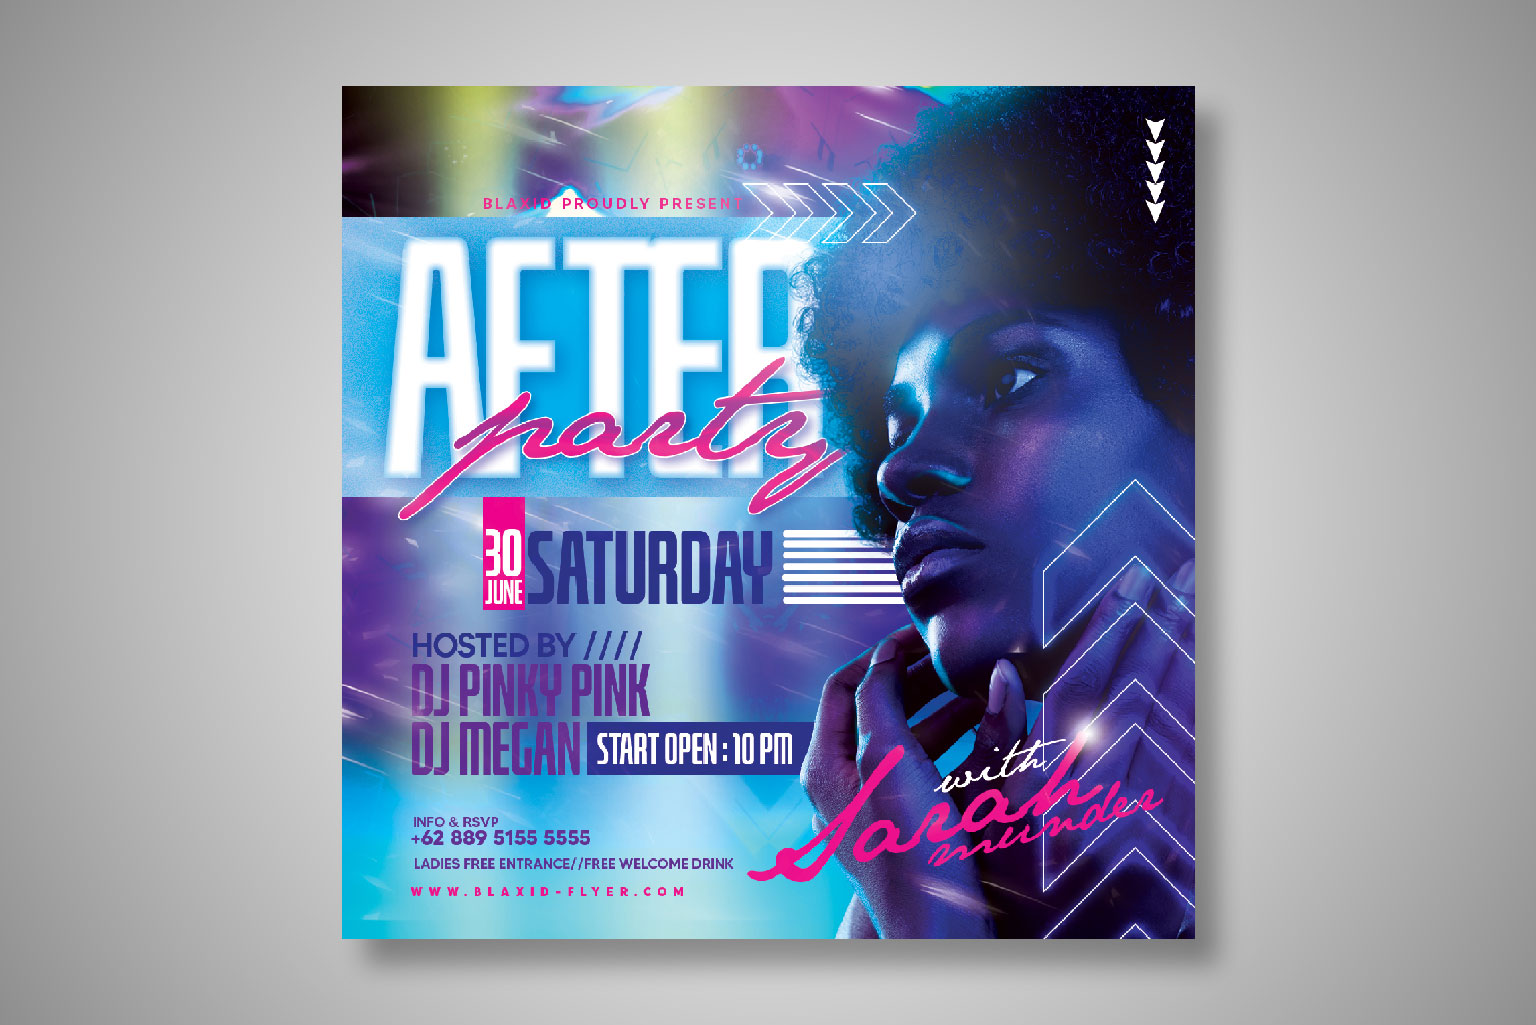 BLAXID PROUDLY PRESENT
AFTER
party
30
JUNE
SATURDAY
HOSTED BY ////
DJ PINKY PINK
DJ MEGAN
START OPEN : 10 PM
with
Sarah
munder
INFO & RSVP
+62 889 5155 5555
LADIES FREE ENTRANCE//FREE WELCOME DRINK
WWW.BLAXID-FLYER.COM